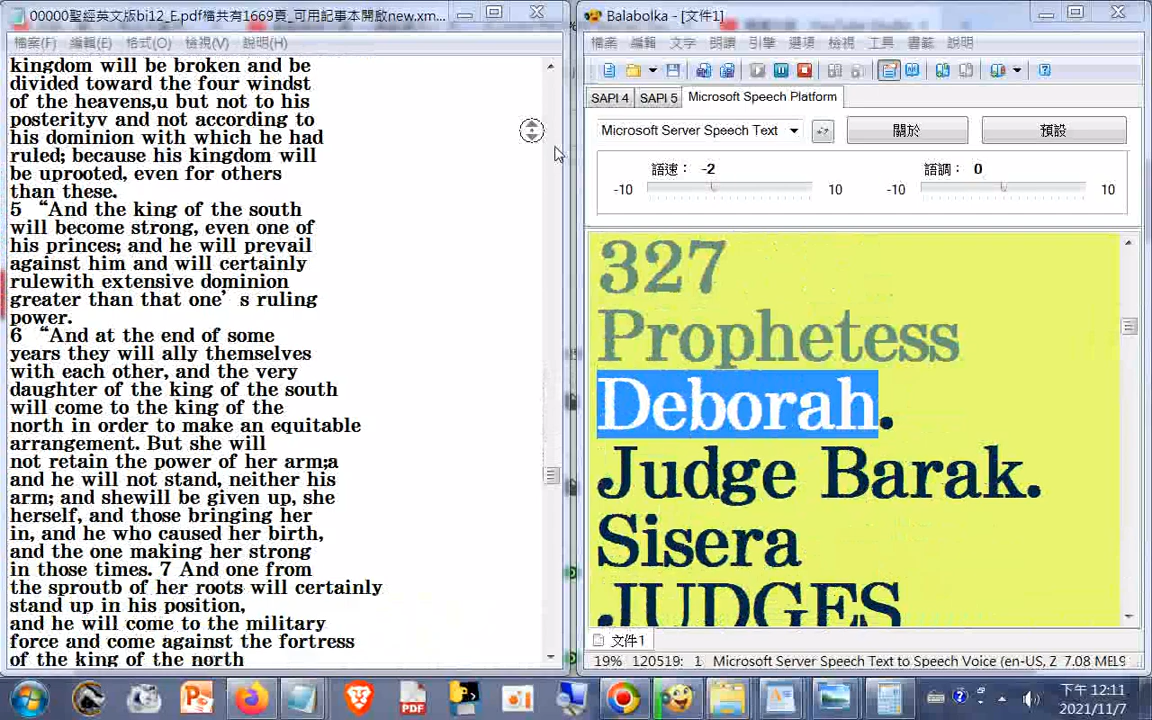 00000聖經英文版bi12_E.pdf檔共有1669頁_可用記事本開啟new.xm...
檔案(F) 編輯(E) 格式(O) 檢視(V) 說明(H)
kingdom will be broken and be
divided toward the four windst
of the heavens,u but not to his
posterityv and not according to
his dominion with which he had
ruled; because his kingdom will
be uprooted, even for others
than these.
5 “And the king of the south
will become strong, even one of
his princes; and he will prevail
against him and will certainly
rulewith extensive dominion
greater than that one’s ruling
power.
6 “And at the end of some
years they will ally themselves
with each other, and the very
daughter of the king of the south
will come to the king of the
north in order to make an equitable
arrangement. But she will
not retain the power of her arm;a
and he will not stand, neither his
arm; and shewill be given up, she
herself, and those bringing her
in, and he who caused her birth,
and the one making her strong
in those times. 7 And one from
the sproutb of her roots will certainly
stand up in his position,
and he will come to the military
force and come against the fortress
of the king of the north
Balabolka - [文件1]
檔案 編輯 文字 朗讀 引擎 選項 檢視 工具 書籤 說明
SAPI 4 SAPI 5 Microsoft Speech Platform
Microsoft Server Speech Text 關於 預設
語速： -2 語調： 0
-10 10 -10 10
327
Prophetess
Deborah.
Judge Barak.
Sisera
JUDGES
文件1
19% 120519: 1 Microsoft Server Speech Text to Speech Voice (en-US, Z 7.08 MEL9
PDF
下午 12:11
2021/11/7